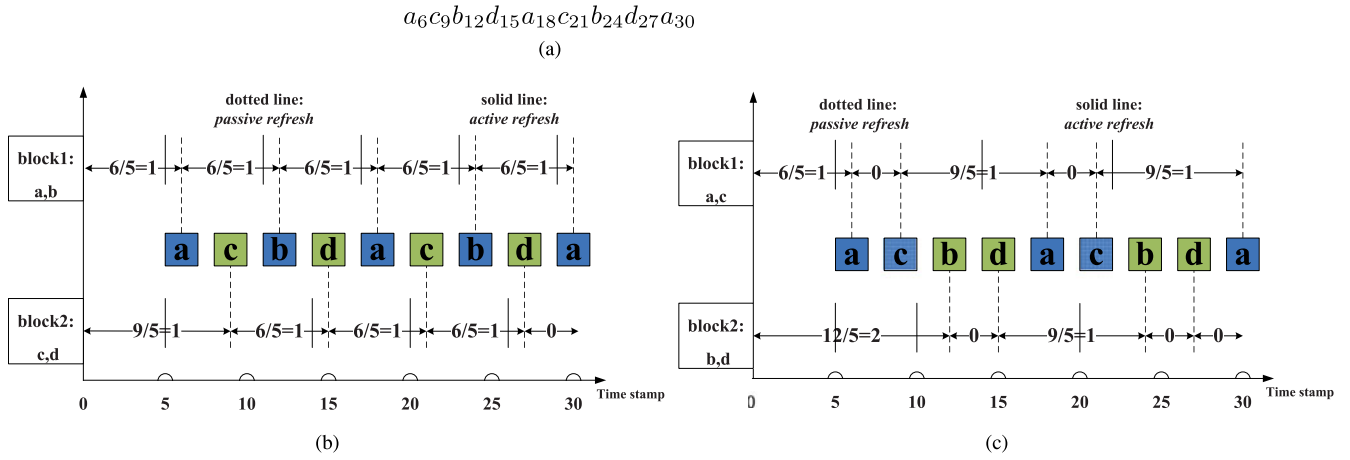 a6c9b12d15a18c21b24d27a30
(a)
dotted line:
passive refresh
solid line:
active refresh
block1:
a,b
6/5=1 6/5=1 6/5=1 6/5=1 6/5=1
a c b d a c b d a
block2:
c,d
9/5=1 6/5=1 6/5=1 6/5=1 0
Time stamp
0 5 10 15 20 25 30
(b)
dotted line:
passive refresh
solid line:
active refresh
block1:
a,c
6/5=1 0 9/5=1 0 9/5=1
a c b d a c b d a
block2:
b,d
12/5=2 0 9/5=1 0 0
Time stamp
0 5 10 15 20 25 30
(c)